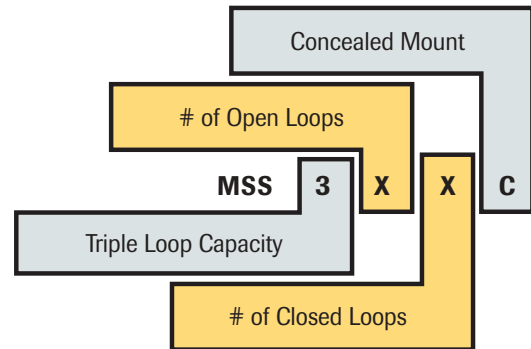 Concealed Mount
# of Open Loops
MSS 3 X X C
Triple Loop Capacity
# of Closed Loops